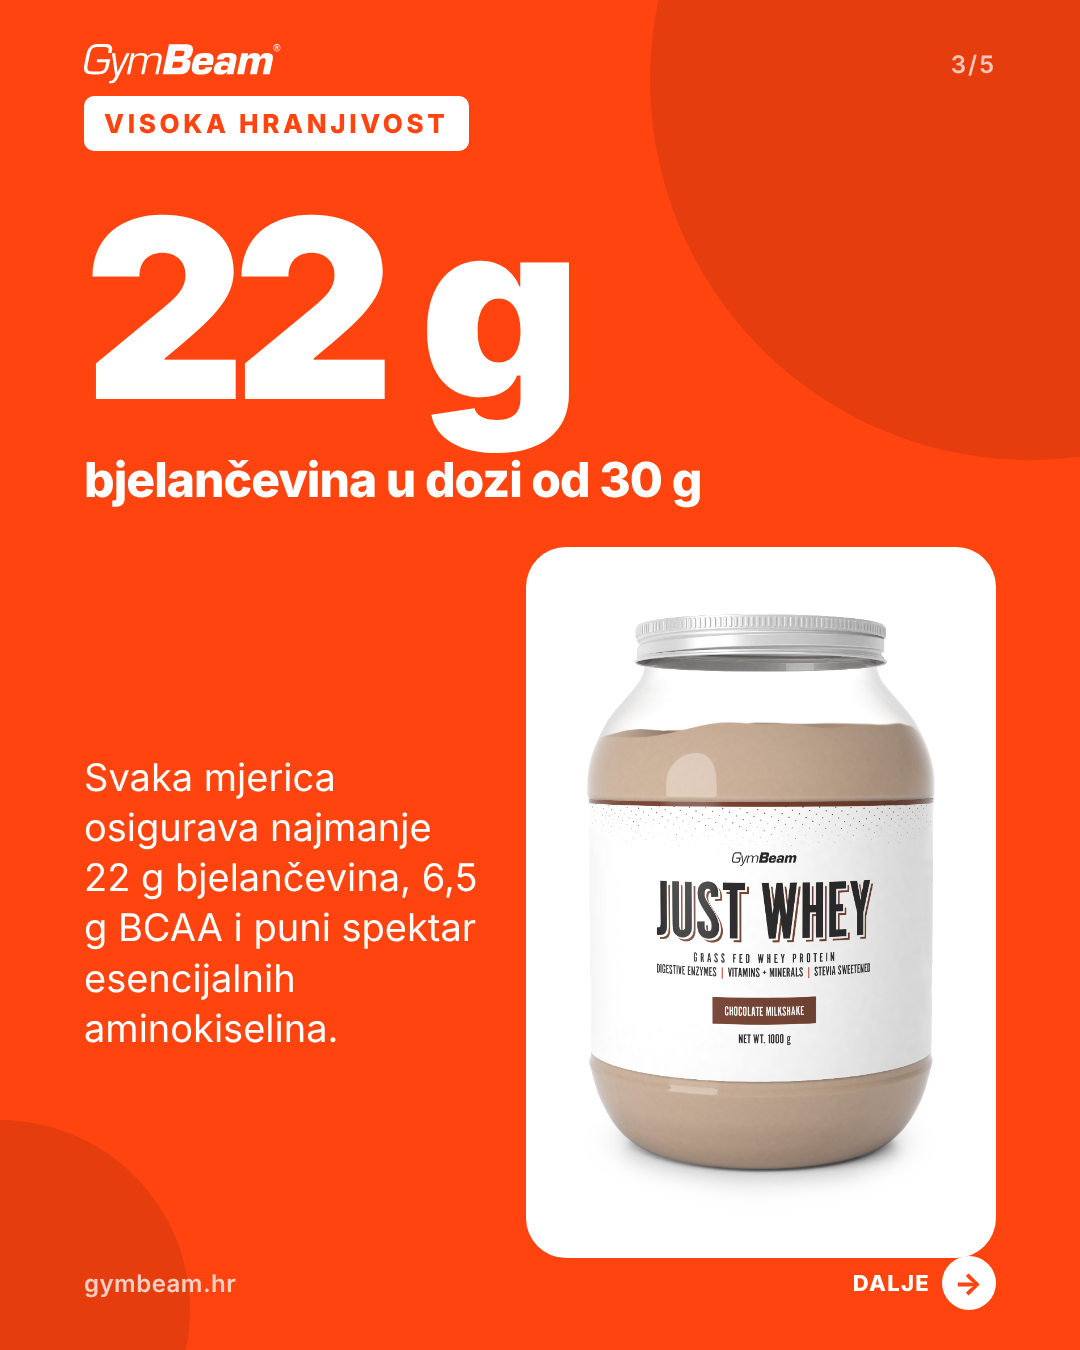 GymBeam®
3/5
VISOKA HRANJIVOST
22 g
bjelančevina u dozi od 30 g
Svaka mjerica
osigurava najmanje
22 g bjelančevina, 6,5
g BCAA i puni spektar
esencijalnih
aminokiselina.
GymBeam
JUST WHEY
GRASS FED WHEY PROTEIN
DIGESTIVE ENZYMES | VITAMINS + MINERALS | STEVIA SWEETENED
CHOCOLATE MILKSHAKE
NET WT. 1000 g
gymbeam.hr
DALJE →